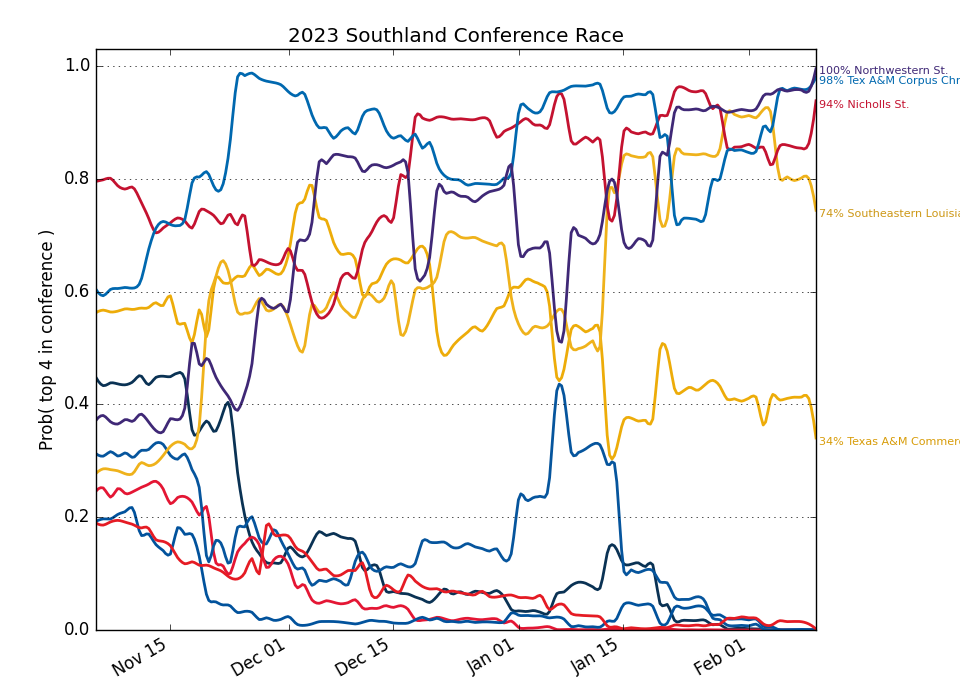 2023 Southland Conference Race
Prob( top 4 in conference )
1.0
0.8
0.6
0.4
0.2
0.0
Nov 15
Dec 01
Dec 15
Jan 01
Jan 15
Feb 01
100% Northwestern St.
98% Tex A&M Corpus Chr
94% Nicholls St.
74% Southeastern Louisia
34% Texas A&M Commerc